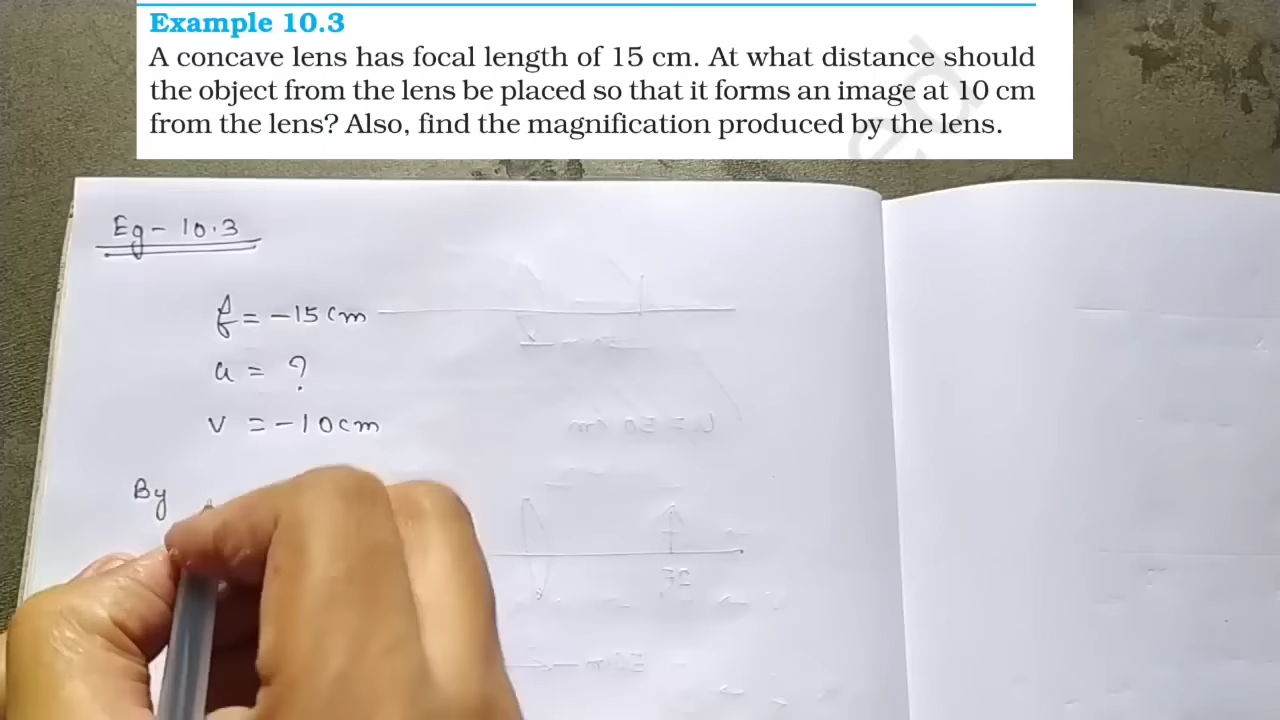 Example 10.3
A concave lens has focal length of 15 cm. At what distance should
the object from the lens be placed so that it forms an image at 10 cm
from the lens? Also, find the magnification produced by the lens.
Eg - 10.3
f = -15 cm
u = ?
v = -10 cm
By